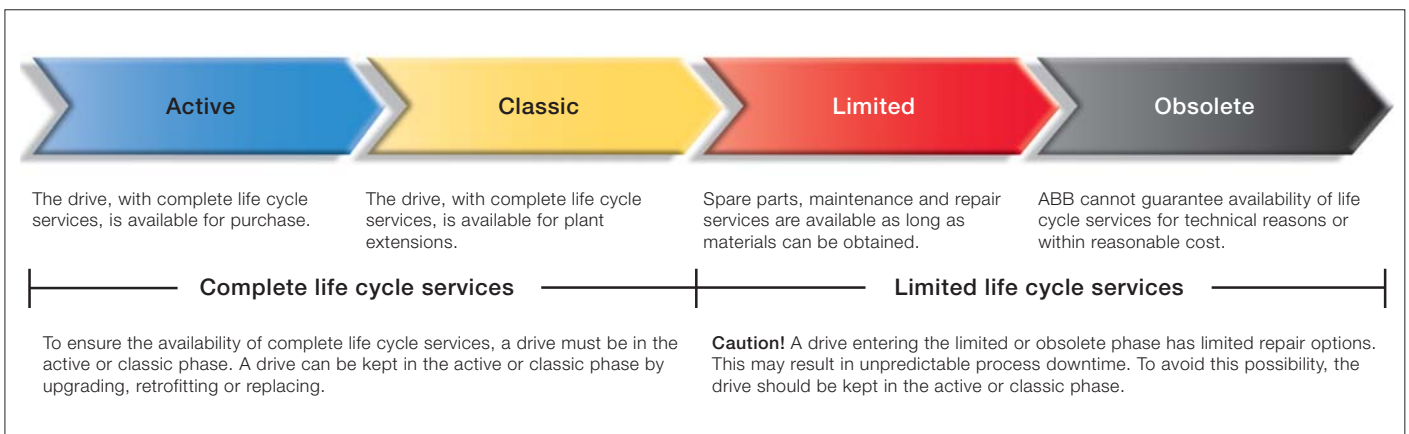 Active
Classic
Limited
Obsolete
The drive, with complete life cycle
services, is available for purchase.
The drive, with complete life cycle
services, is available for plant
extensions.
Spare parts, maintenance and repair
services are available as long as
materials can be obtained.
ABB cannot guarantee availability of life
cycle services for technical reasons or
within reasonable cost.
Complete life cycle services
Limited life cycle services
To ensure the availability of complete life cycle services, a drive must be in the
active or classic phase. A drive can be kept in the active or classic phase by
upgrading, retrofitting or replacing.
Caution! A drive entering the limited or obsolete phase has limited repair options.
This may result in unpredictable process downtime. To avoid this possibility, the
drive should be kept in the active or classic phase.